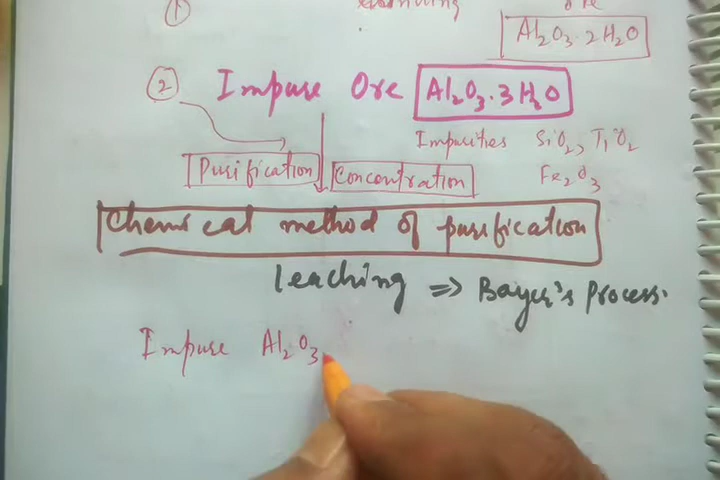 ① ore
Al₂O₃.2H₂O
② Impure Ore Al₂O₃.3H₂O
Impurities SiO₂, TiO₂
Purification Concentration Fe₂O₃
Chemical method of purification
leaching ⇒ Bayer's Process.
Impure Al₂O₃